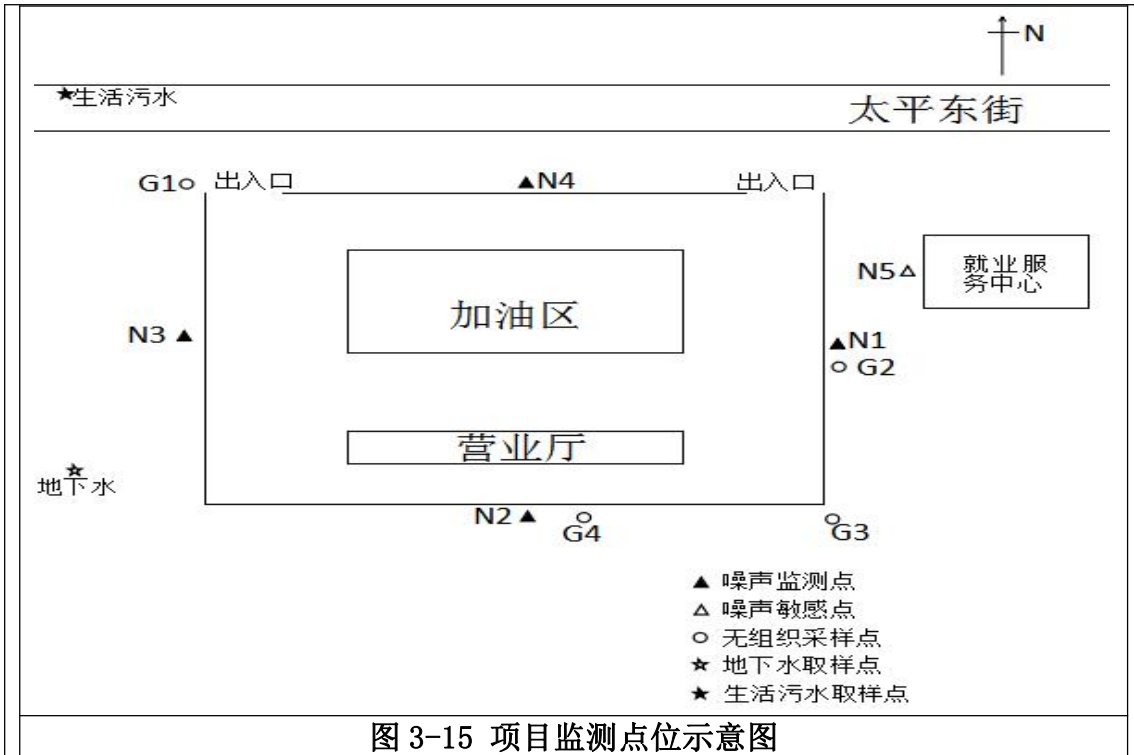 N
★生活污水
太平东街
G1○ 出入口 ▲N4 出入口
N5△ 就业服
务中心
加油区
N3 ▲
▲N1
○ G2
营业厅
☆
地下水
N2 ▲ ○
G4
○
G3
▲ 噪声监测点
△ 噪声敏感点
○ 无组织采样点
☆ 地下水取样点
★ 生活污水取样点
图 3-15 项目监测点位示意图